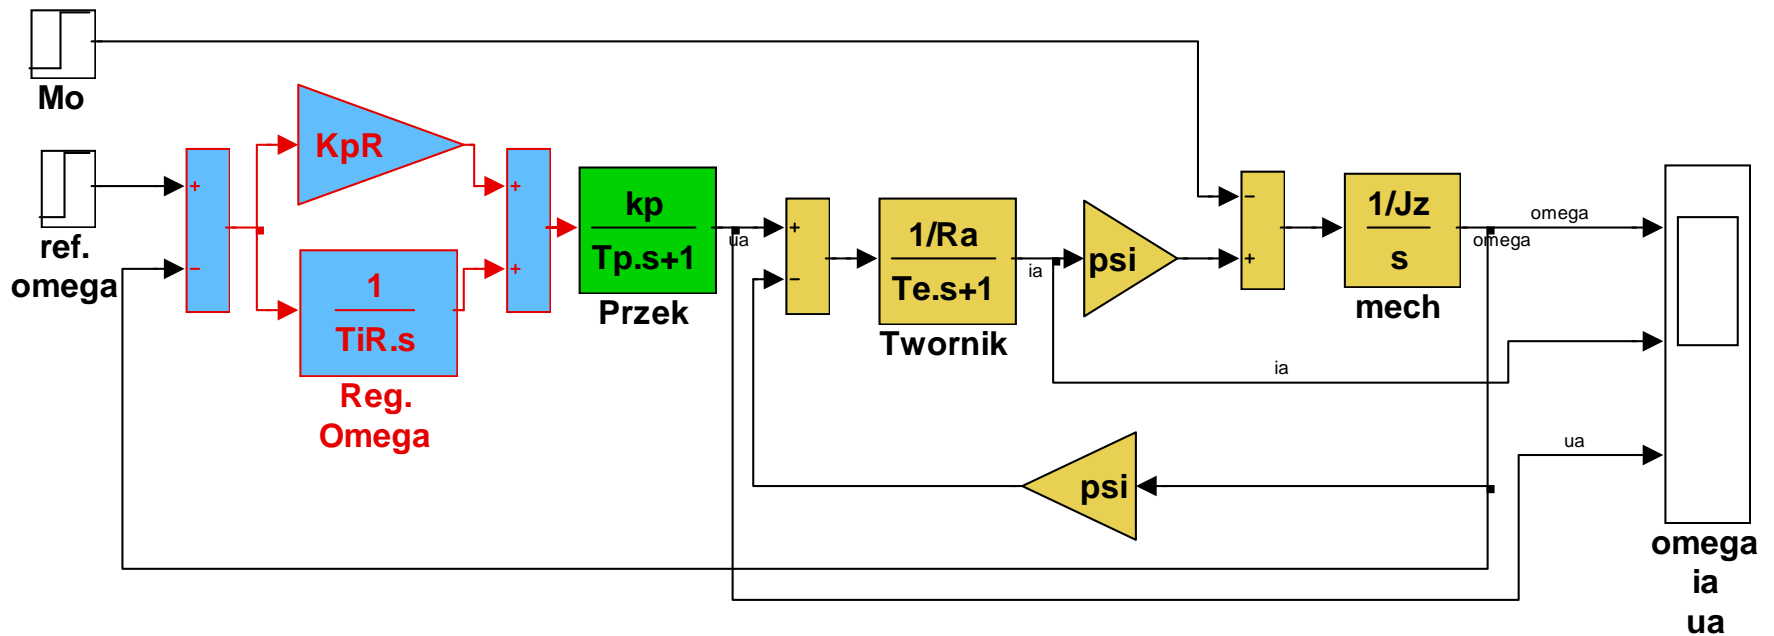 Mo
ref.
omega
+
−
KpR
1
TiR.s
Reg.
Omega
+
+
kp
Tp.s+1
Przek
ua
+
−
1/Ra
Te.s+1
Twornik
ia
psi
−
+
1/Jz
s
mech
omega
omega
ia
psi
ua
omega
ia
ua